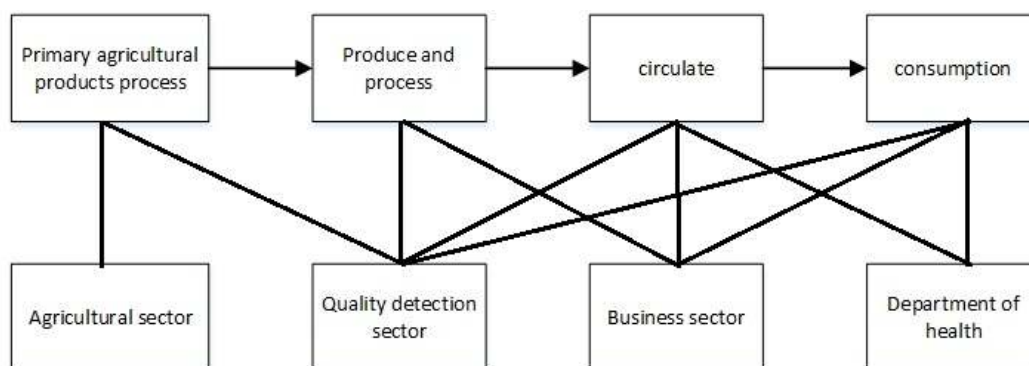 Primary agricultural
products process
Produce and
process
circulate
consumption
Agricultural sector
Quality detection
sector
Business sector
Department of
health